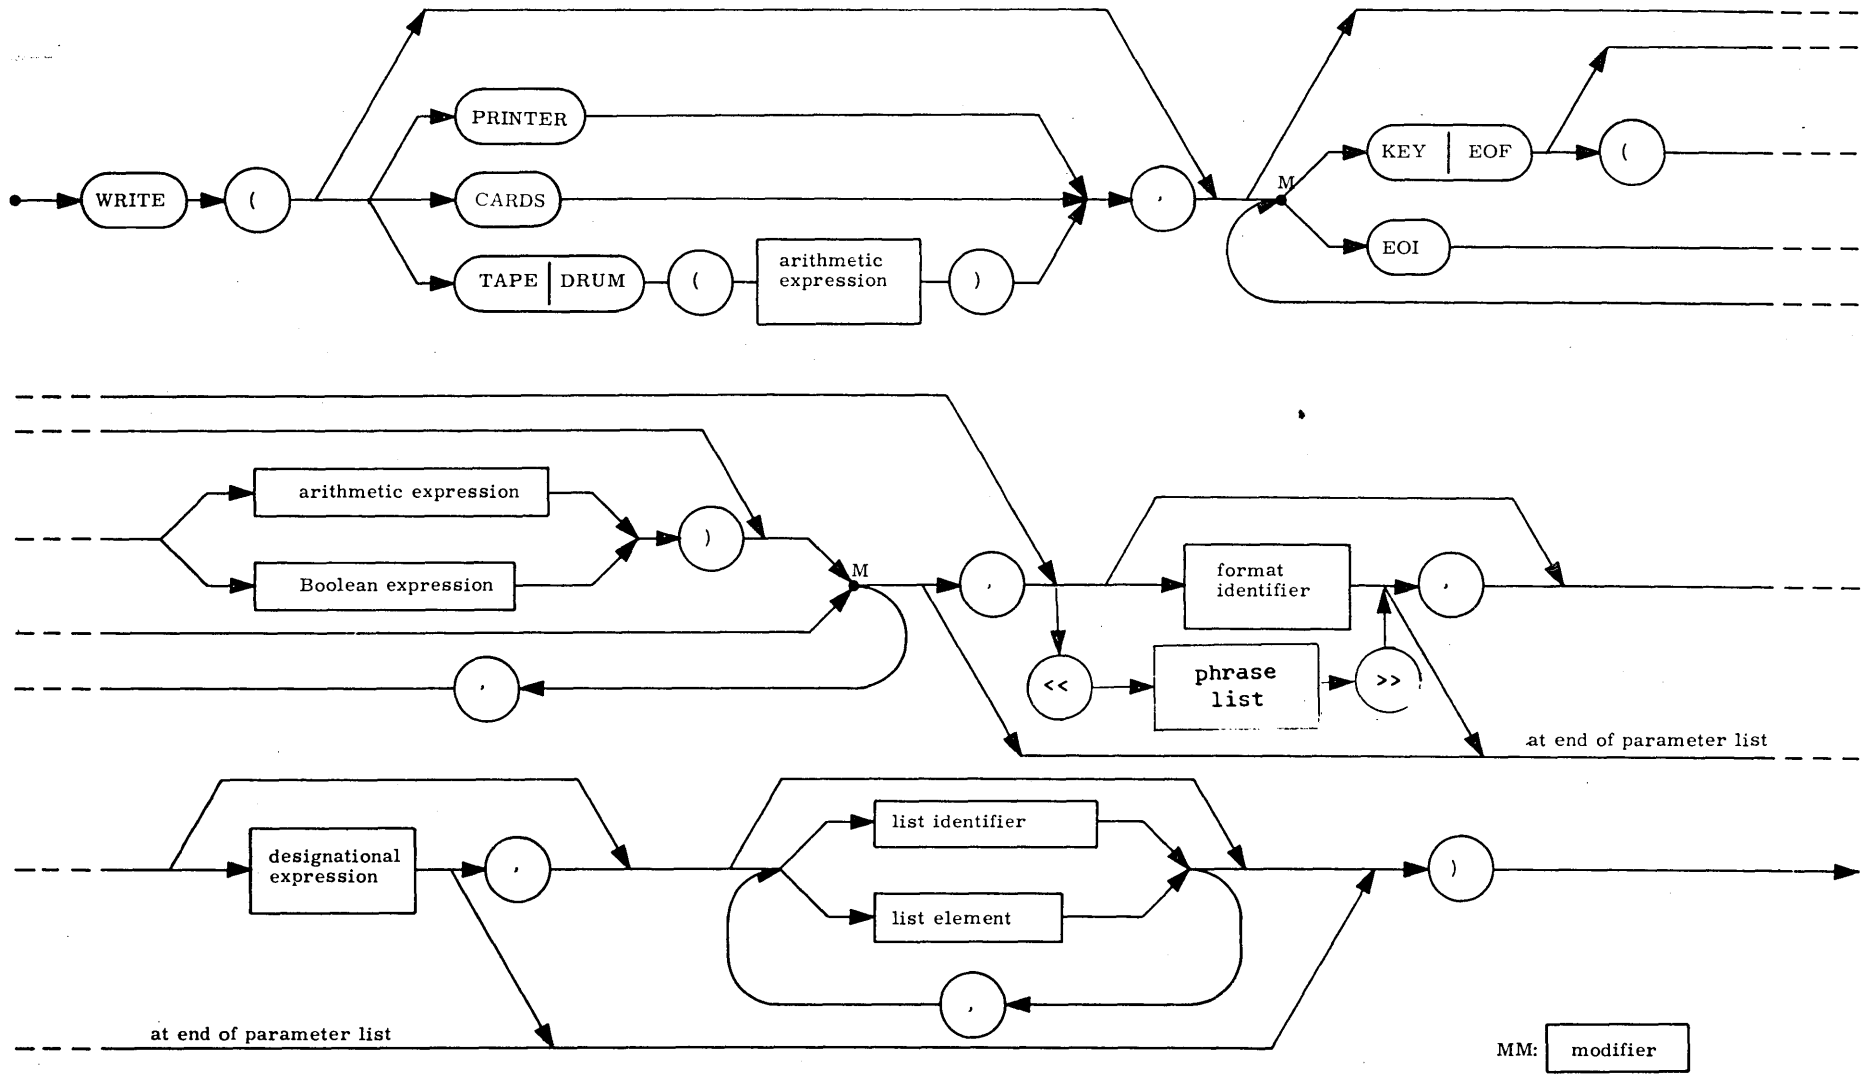 PRINTER
M
KEY | EOF (
WRITE ( CARDS ,
EOI
TAPE | DRUM ( arithmetic
expression )
arithmetic expression
)
Boolean expression
M
, format
identifier ,
,
<< phrase
list >>
at end of parameter list
list identifier
designational
expression , )
list element
,
at end of parameter list
MM: modifier